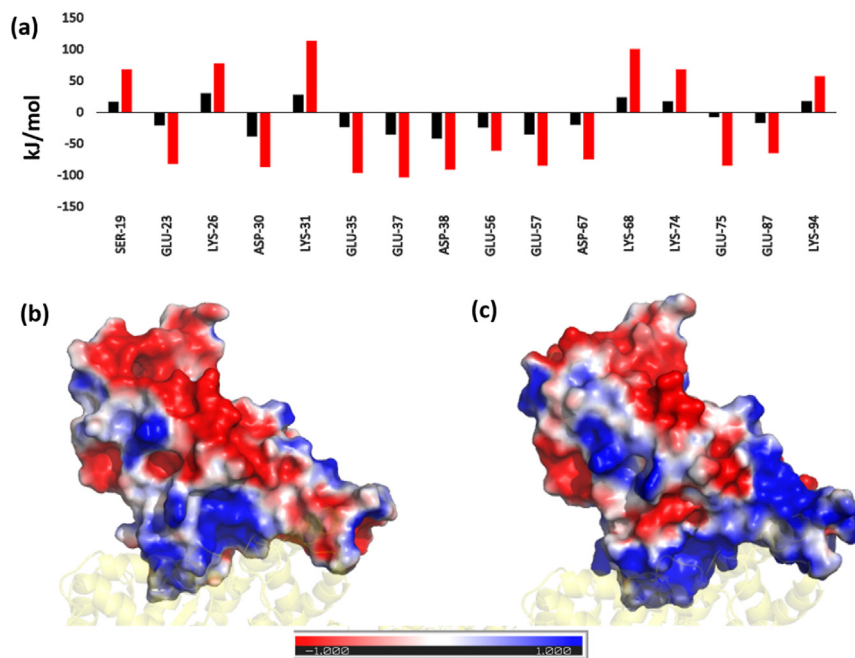 (a)
kJ/mol
150
100
50
0
-50
-100
-150
SER-19
GLU-23
LYS-26
ASP-30
LYS-31
GLU-35
GLU-37
ASP-38
GLU-56
GLU-57
ASP-67
LYS-68
LYS-74
GLU-75
GLU-87
LYS-94
(b)
(c)
-1.000
1.000